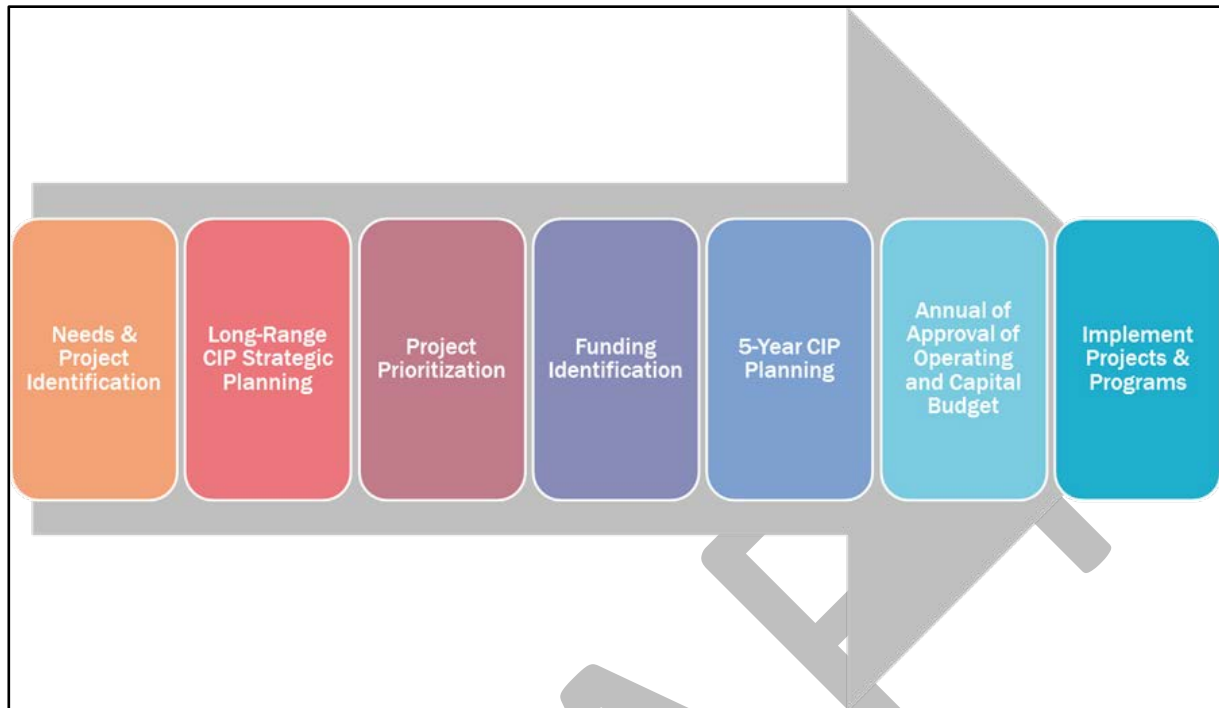 Needs &
Project
Identification
Long-Range
CIP Strategic
Planning
Project
Prioritization
Funding
Identification
5-Year CIP
Planning
Annual of
Approval of
Operating
and Capital
Budget
Implement
Projects &
Programs